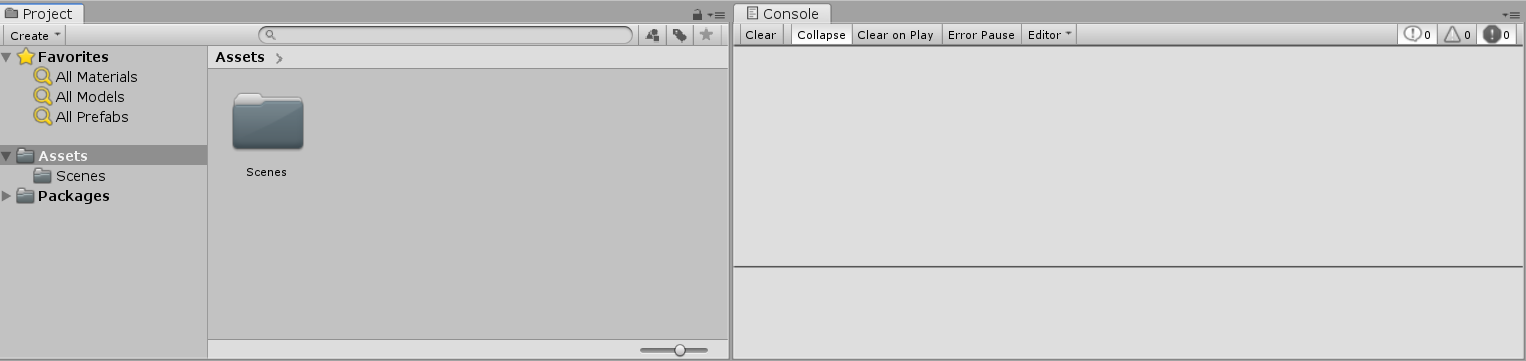 Project
Create
Favorites
All Materials
All Models
All Prefabs
Assets
Scenes
Packages
Assets
Scenes
Console
Clear Collapse Clear on Play Error Pause Editor 0 0 0